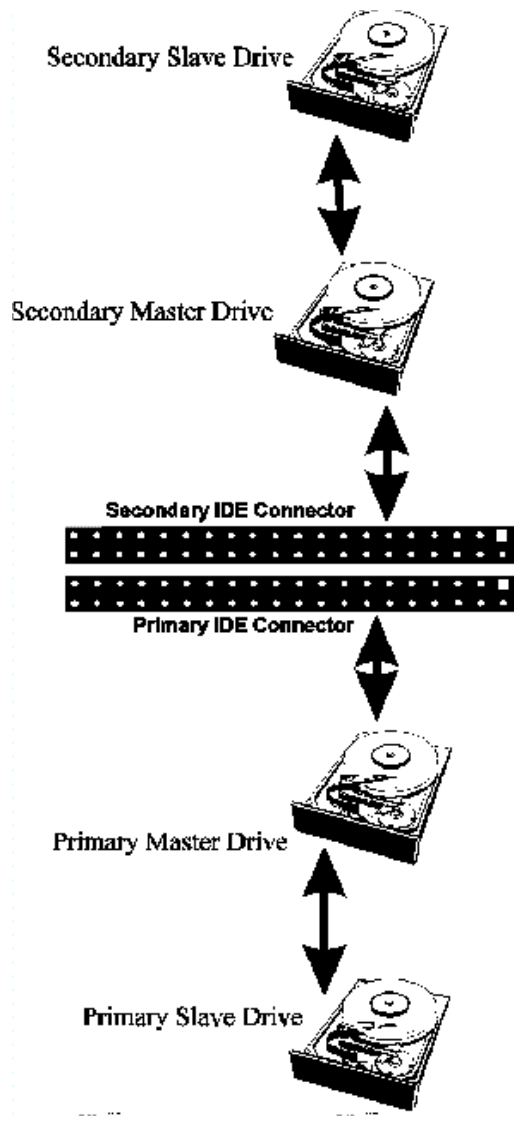 Secondary Slave Drive
Secondary Master Drive
Secondary IDE Connector
Primary IDE Connector
Primary Master Drive
Primary Slave Drive